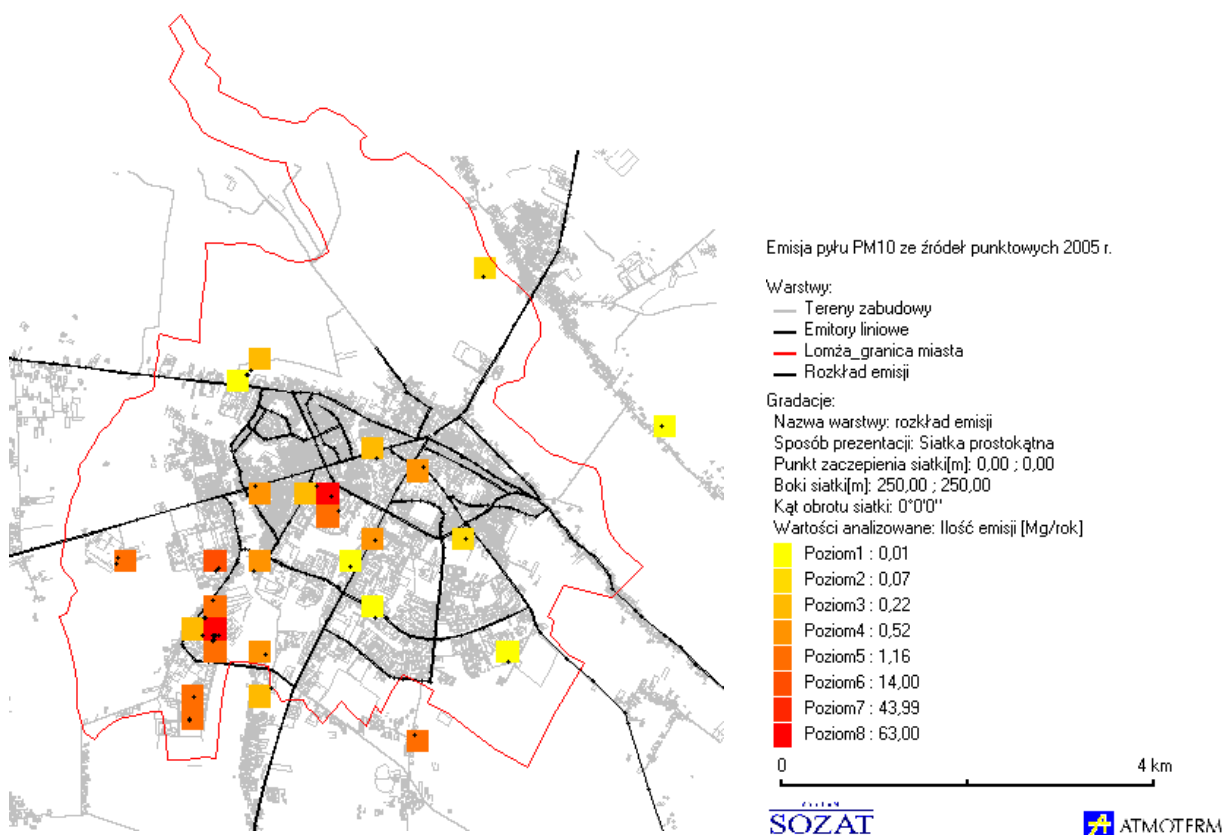 Emisja pyłu PM10 ze źródeł punktowych 2005 r.
Warstwy:
Tereny zabudowy
Emitory liniowe
Lomża_granica miasta
Rozkład emisji
Gradacje:
Nazwa warstwy: rozkład emisji
Sposób prezentacji: Siatka prostokątna
Punkt zaczepienia siatki[m]: 0,00 ; 0,00
Boki siatki[m]: 250,00 ; 250,00
Kąt obrotu siatki: 0°0'0''
Wartości analizowane: Ilość emisji [Mg/rok]
Poziom1 : 0,01
Poziom2 : 0,07
Poziom3 : 0,22
Poziom4 : 0,52
Poziom5 : 1,16
Poziom6 : 14,00
Poziom7 : 43,99
Poziom8 : 63,00
0 4 km
SOZAT
ATMOTERM